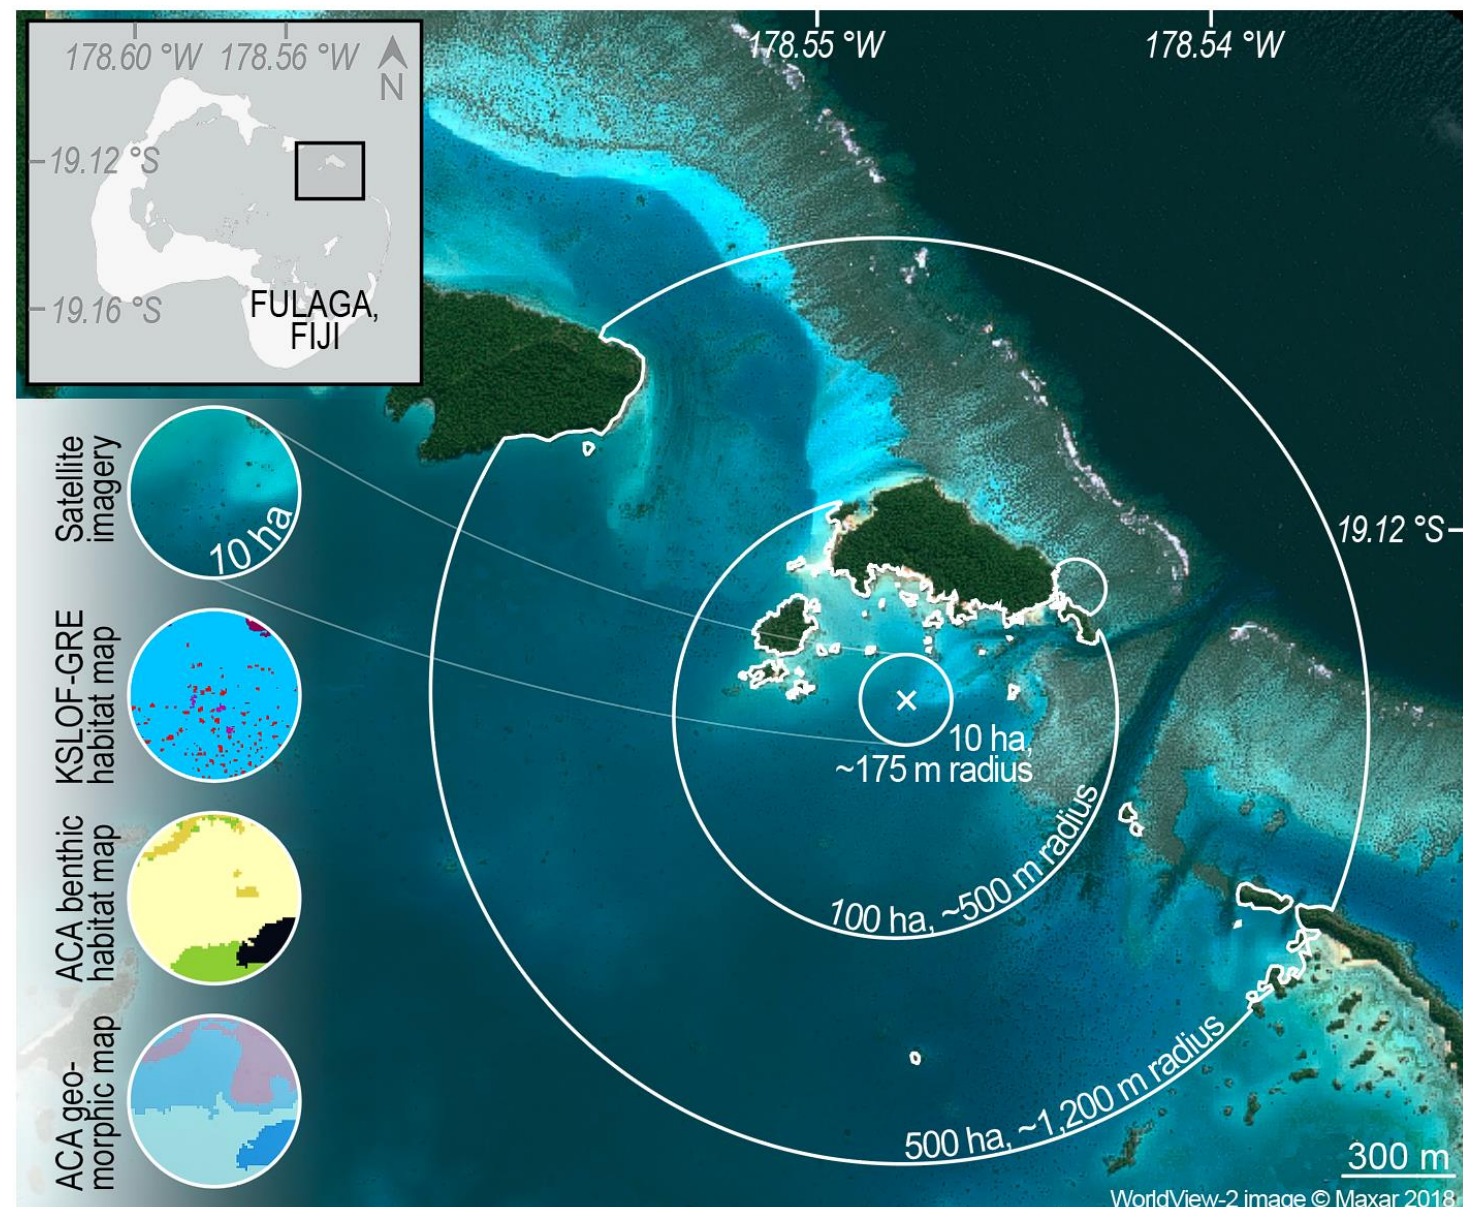 178.60 °W 178.56 °W
N
19.12 °S
19.16 °S
FULAGA,
FIJI
178.55 °W
178.54 °W
19.12 °S
Satellite
imagery
10 ha
KSLOF-GRE
habitat map
ACA benthic
habitat map
ACA geo-
morphic map
10 ha,
~175 m radius
100 ha, ~500 m radius
500 ha, ~1,200 m radius
300 m
WorldView-2 image © Maxar 2018